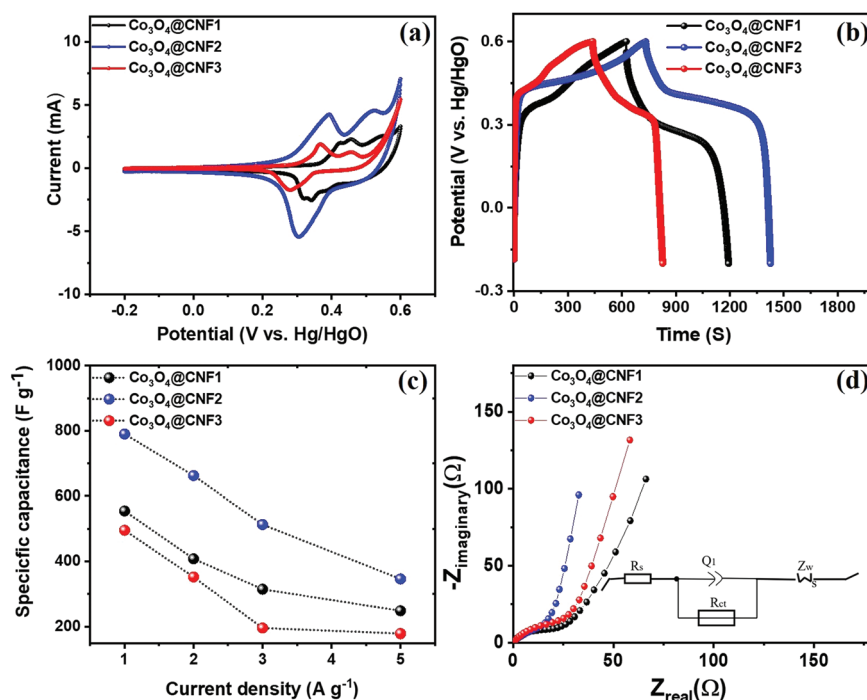 (a)
Co₃O₄@CNF1
Co₃O₄@CNF2
Co₃O₄@CNF3
10
5
0
-5
-10
Current (mA)
-0.2 0.0 0.2 0.4 0.6
Potential (V vs. Hg/HgO)
(b)
Co₃O₄@CNF1
Co₃O₄@CNF2
Co₃O₄@CNF3
0.6
0.3
0.0
-0.3
Potential (V vs. Hg/HgO)
0 300 600 900 1200 1500 1800
Time (S)
(c)
Co₃O₄@CNF1
Co₃O₄@CNF2
Co₃O₄@CNF3
1000
800
600
400
200
Specicfic capacitance (F g⁻¹)
1 2 3 4 5
Current density (A g⁻¹)
(d)
Co₃O₄@CNF1
Co₃O₄@CNF2
Co₃O₄@CNF3
150
100
50
0
-Zimaginary(Ω)
0 50 100 150
Zreal(Ω)
Rs
Q1
Rct
Zw
s